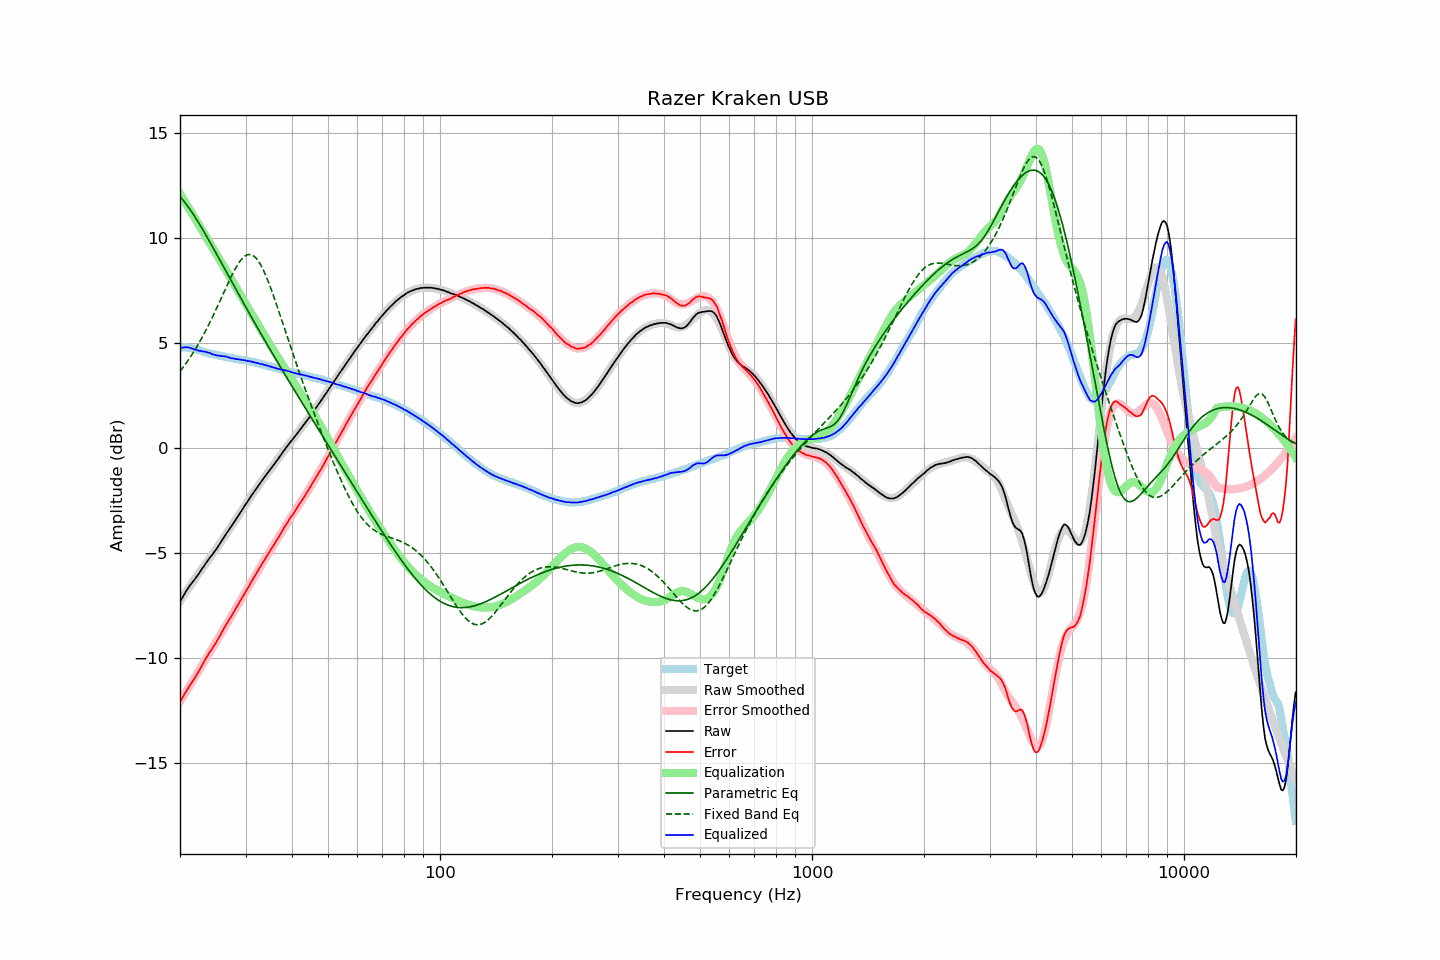 Razer Kraken USB
15
10
5
0
−5
−10
−15
Amplitude (dBr)
Target
Raw Smoothed
Error Smoothed
Raw
Error
Equalization
Parametric Eq
Fixed Band Eq
Equalized
100
1000
10000
Frequency (Hz)